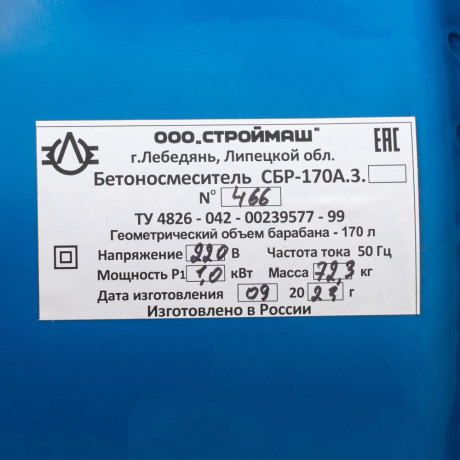 ООО„СТРОЙМАШ"
ЕАС
г.Лебедянь, Липецкой обл.
Бетоносмеситель СБР-170А.3.
№ 466
ТУ 4826 - 042 - 00239577 - 99
Геометрический объем барабана - 170 л
Напряжение 220 В Частота тока 50 Гц
Мощность P1 1,0 кВт Масса 72,3 кг
Дата изготовления 09 20 г
Изготовлено в России